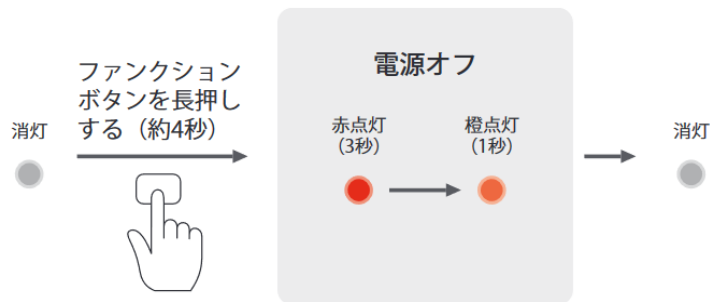 電源オフ
ファンクション
ボタンを長押し
する（約4秒）
消灯
赤点灯
（3秒）
橙点灯
（1秒）
消灯